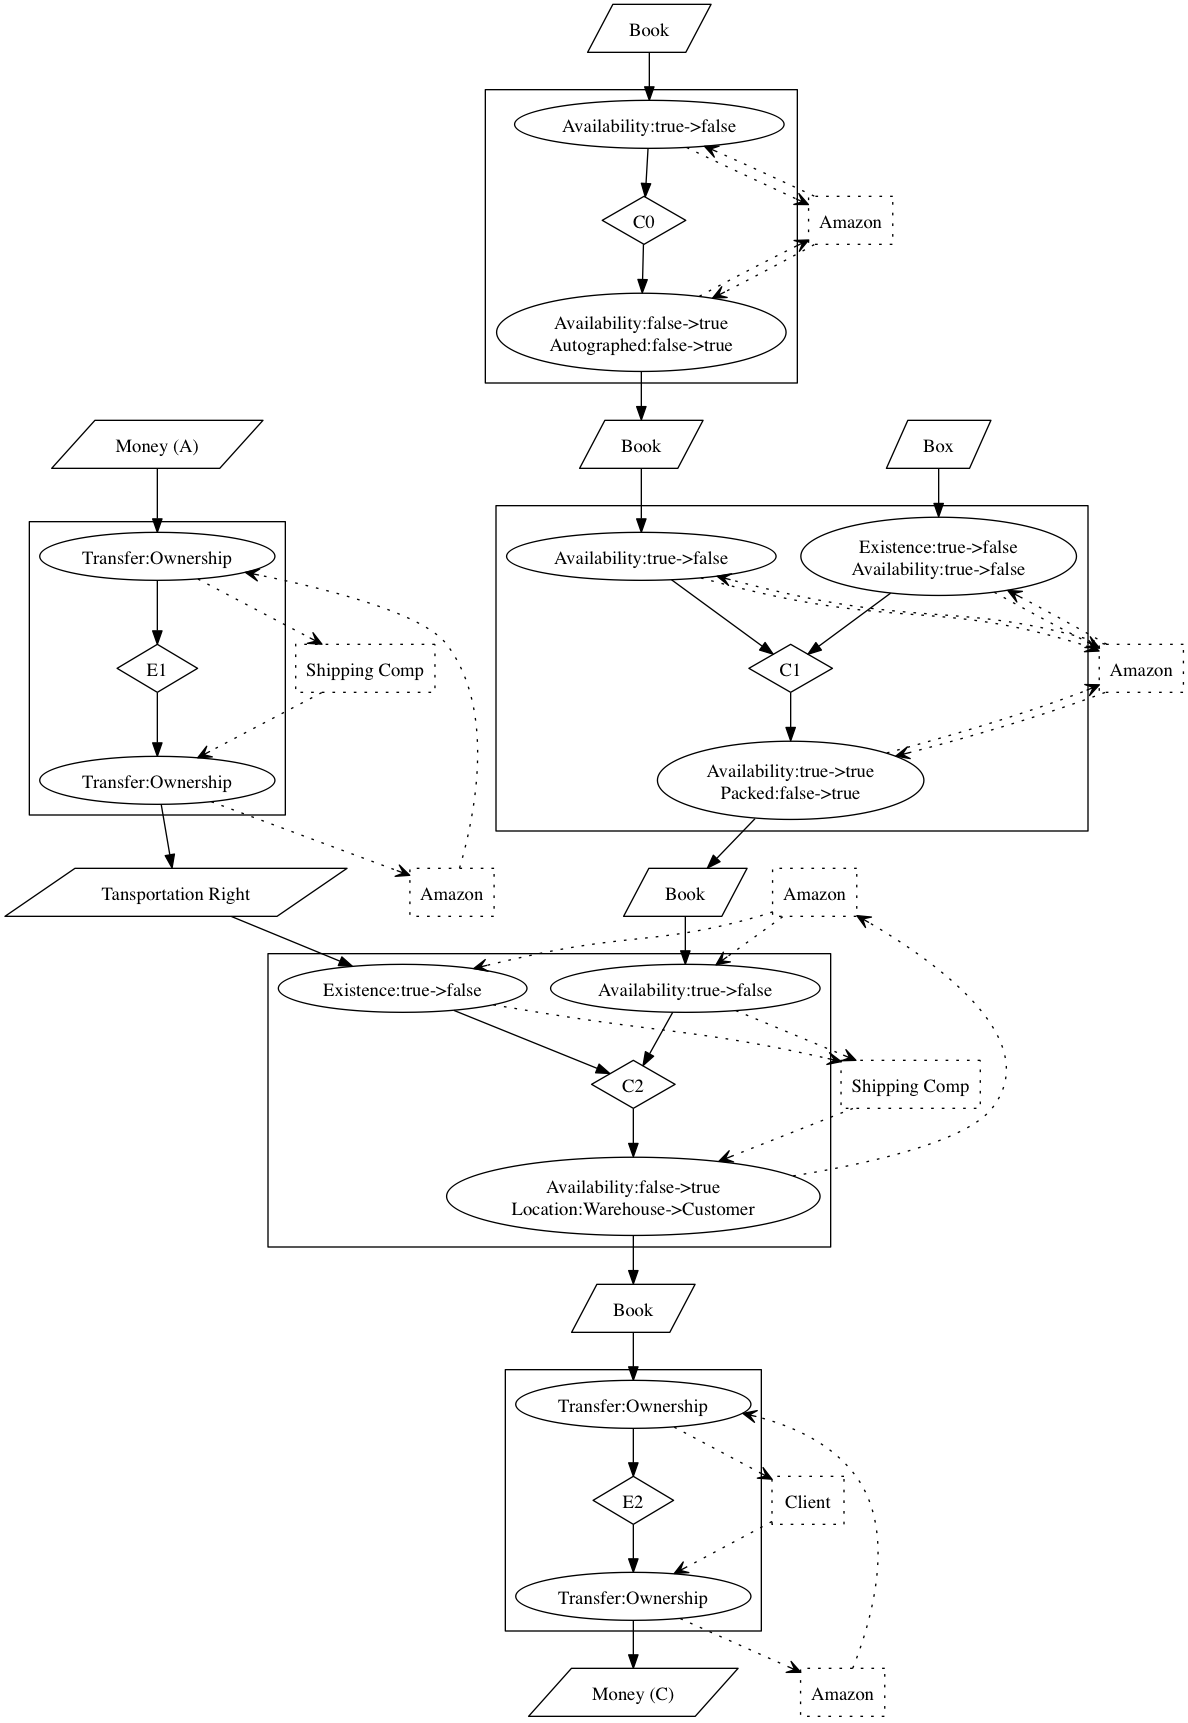 Book
Availability:true->false
C0
Amazon
Availability:false->true
Autographed:false->true
Money (A)
Book
Box
Transfer:Ownership
Availability:true->false
Existence:true->false
Availability:true->false
E1
Shipping Comp
C1
Amazon
Transfer:Ownership
Availability:true->true
Packed:false->true
Tansportation Right
Amazon
Book
Amazon
Existence:true->false
Availability:true->false
C2
Shipping Comp
Availability:false->true
Location:Warehouse->Customer
Book
Transfer:Ownership
E2
Client
Transfer:Ownership
Money (C)
Amazon